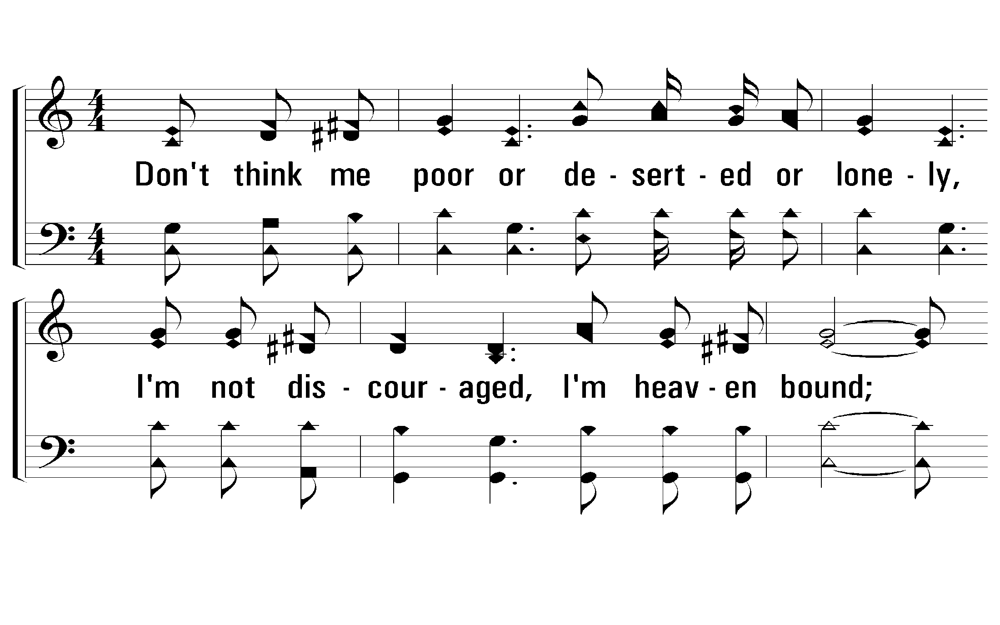 Don't think me poor or de - sert - ed or lone - ly,
I'm not dis - cour - aged, I'm heav - en bound;